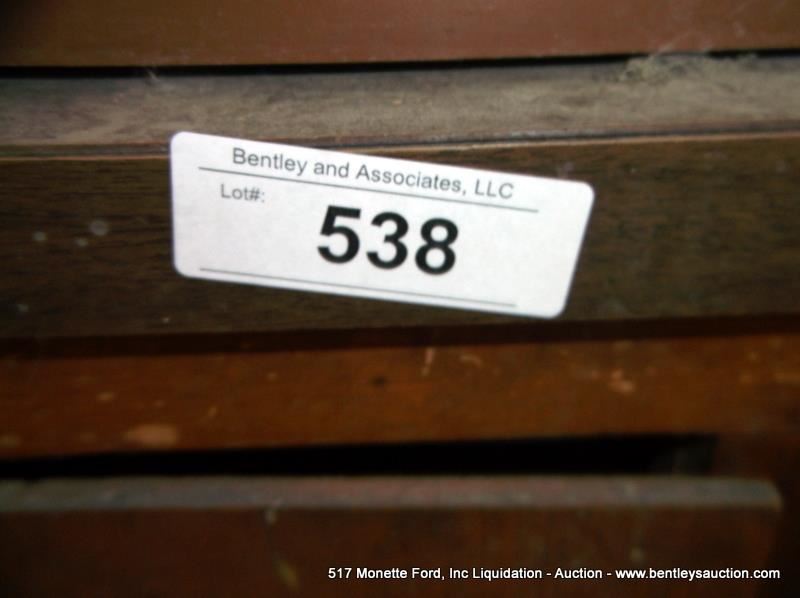 Bentley and Associates, LLC
Lot#:
538
517 Monette Ford, Inc Liquidation - Auction - www.bentleysauction.com